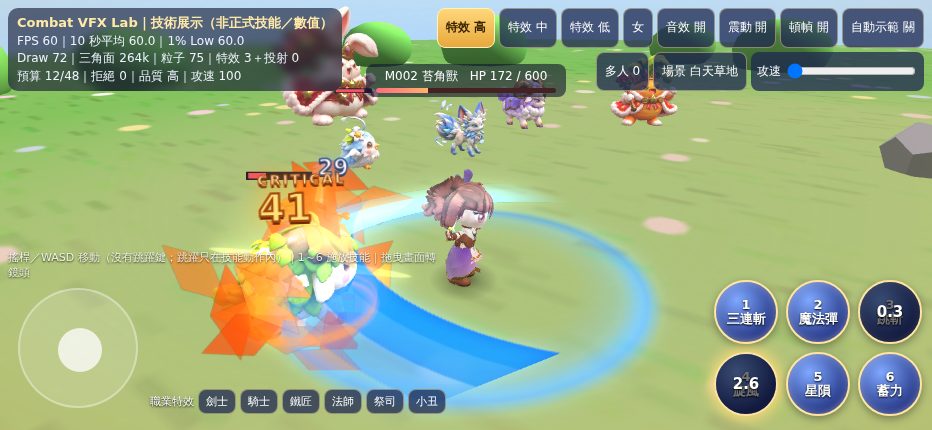 Combat VFX Lab｜技術展示（非正式技能／數值）
FPS 60｜10 秒平均 60.0｜1% Low 60.0
Draw 72｜三角面 264k｜粒子 75｜特效 3＋投射 0
預算 12/48｜拒絕 0｜品質 高｜攻速 100
特效 高
特效 中
特效 低
女
音效 開
震動 開
頓幀 開
自動示範 關
多人 0
場景 白天草地
攻速
M002 苔角獸 HP 172 / 600
29
CRITICAL
41
搖桿／WASD 移動（沒有跳躍鍵；跳躍只在技能動作內）｜1～6 施放技能｜拖曳畫面轉
鏡頭
1
三連斬
2
魔法彈
0.3
2.6
旋風
5
星隕
6
蓄力
職業特效
劍士
騎士
鐵匠
法師
祭司
小丑